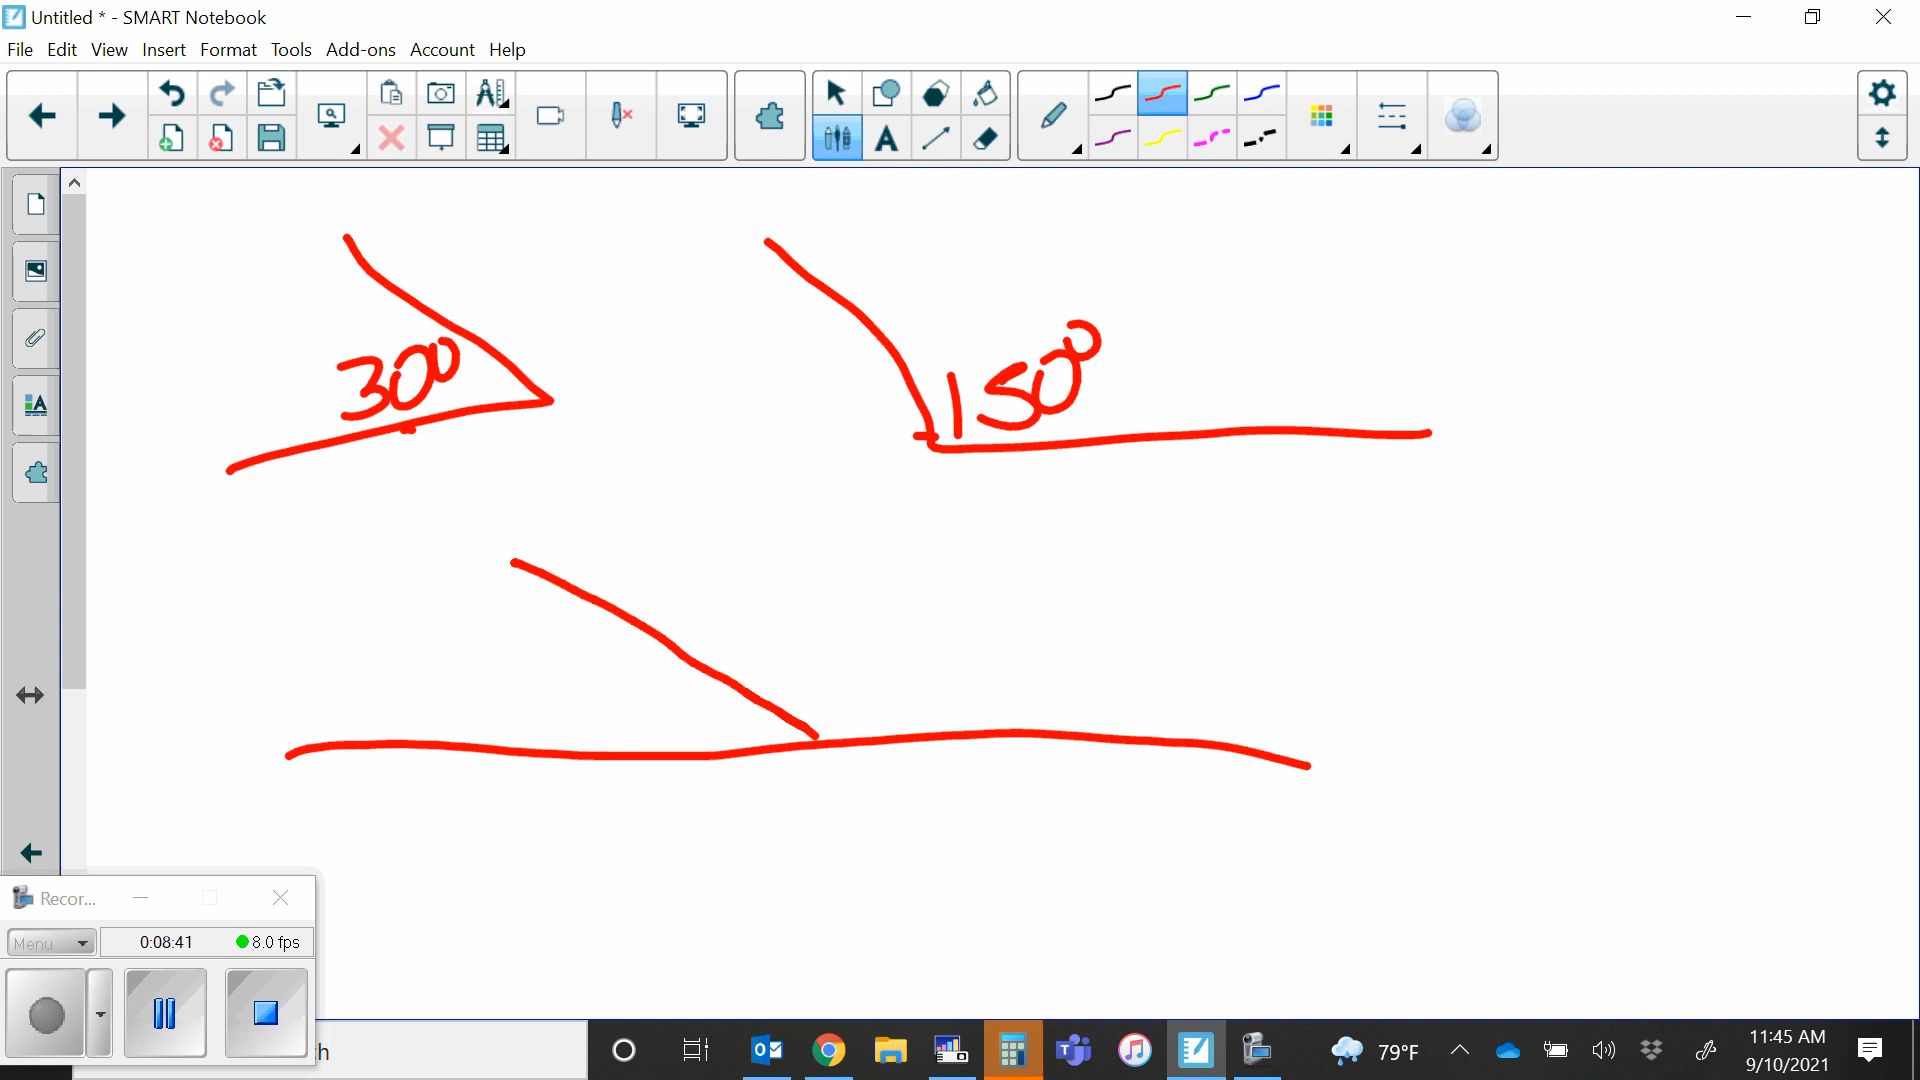 Untitled * - SMART Notebook
File Edit View Insert Format Tools Add-ons Account Help
30°
150°
Recor...
Menu
0:08:41
8.0 fps
h
79°F
11:45 AM
9/10/2021